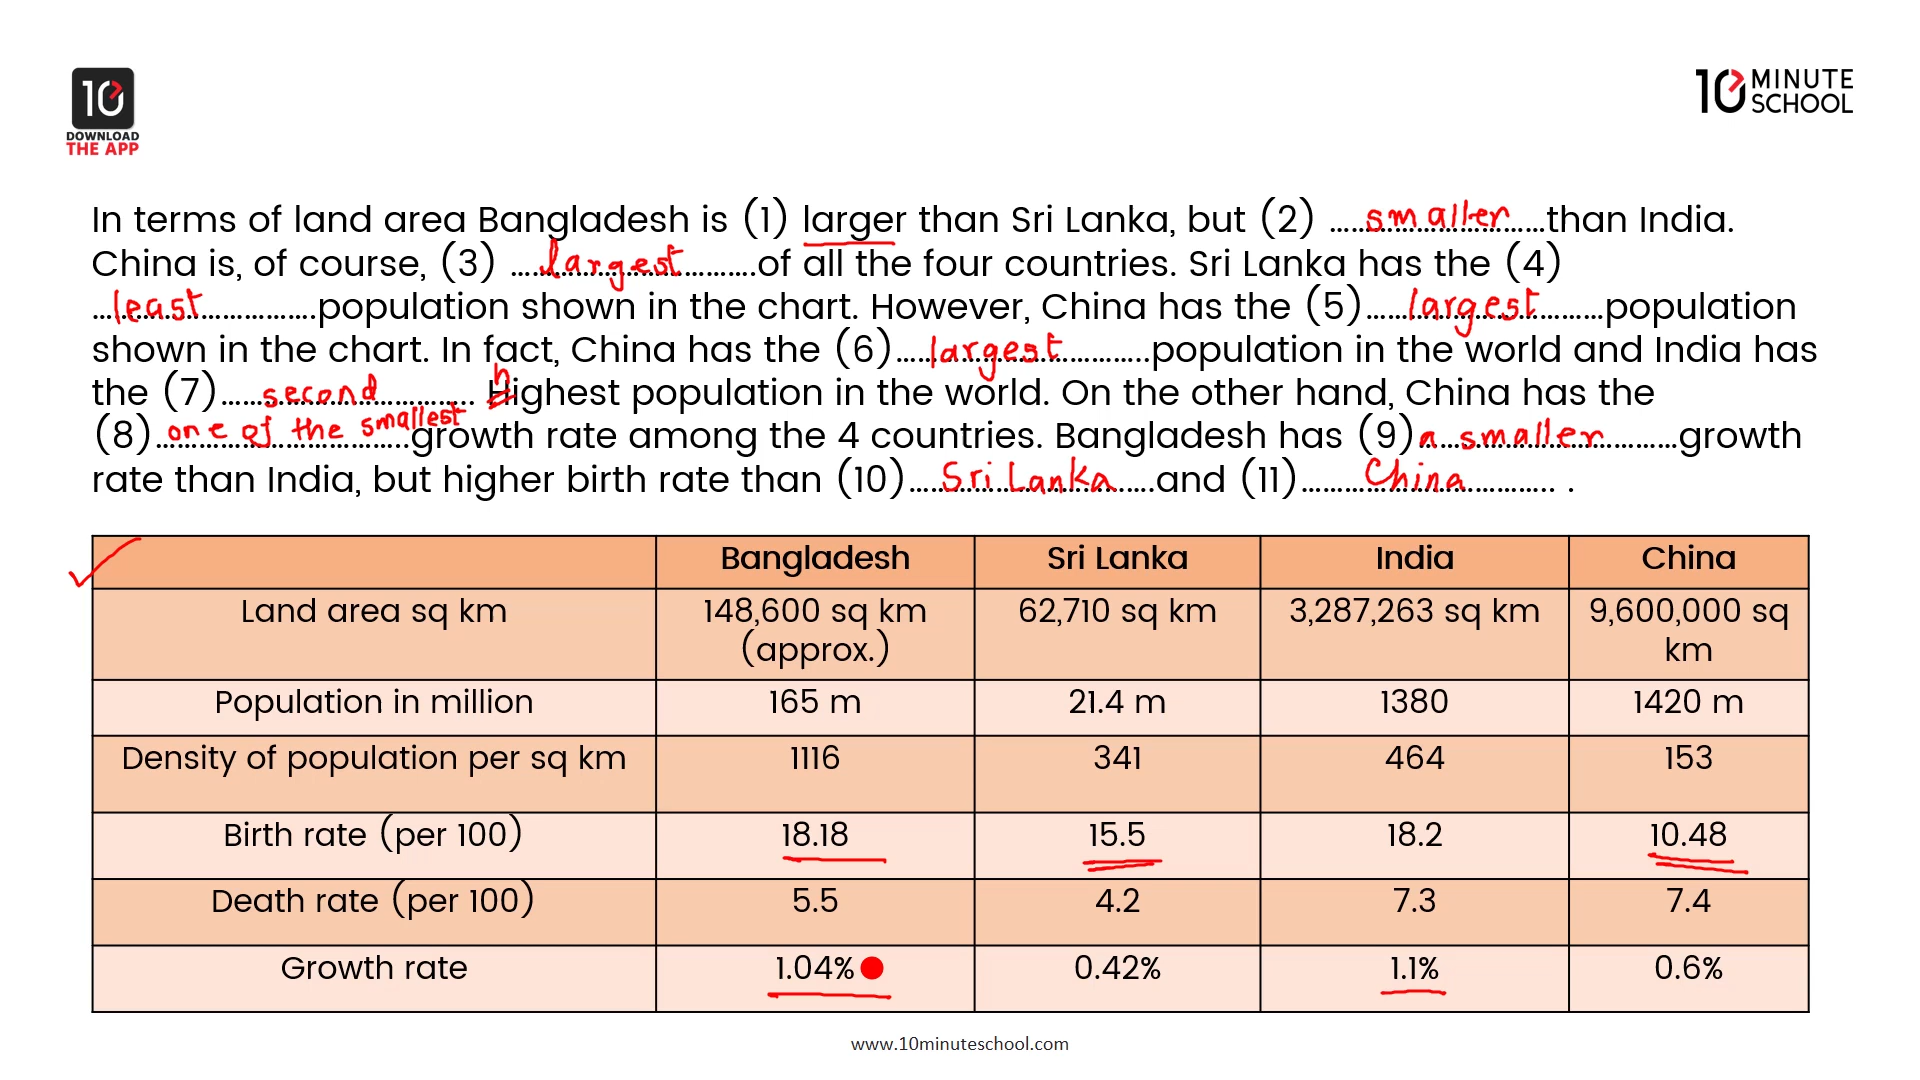 10
DOWNLOAD
THE APP
10 MINUTE
SCHOOL
In terms of land area Bangladesh is (1) larger than Sri Lanka, but (2) ......smaller......than India.
China is, of course, (3) ......largest......of all the four countries. Sri Lanka has the (4)
......least......population shown in the chart. However, China has the (5)......largest......population
shown in the chart. In fact, China has the (6)......largest......population in the world and India has
the (7)......second...... highest population in the world. On the other hand, China has the
(8)......one of the smallest......growth rate among the 4 countries. Bangladesh has (9)a......smaller......growth
rate than India, but higher birth rate than (10)......Sri Lanka......and (11)......China...... .
Bangladesh Sri Lanka India China
Land area sq km 148,600 sq km (approx.) 62,710 sq km 3,287,263 sq km 9,600,000 sq km
Population in million 165 m 21.4 m 1380 1420 m
Density of population per sq km 1116 341 464 153
Birth rate (per 100) 18.18 15.5 18.2 10.48
Death rate (per 100) 5.5 4.2 7.3 7.4
Growth rate 1.04% 0.42% 1.1% 0.6%
www.10minuteschool.com